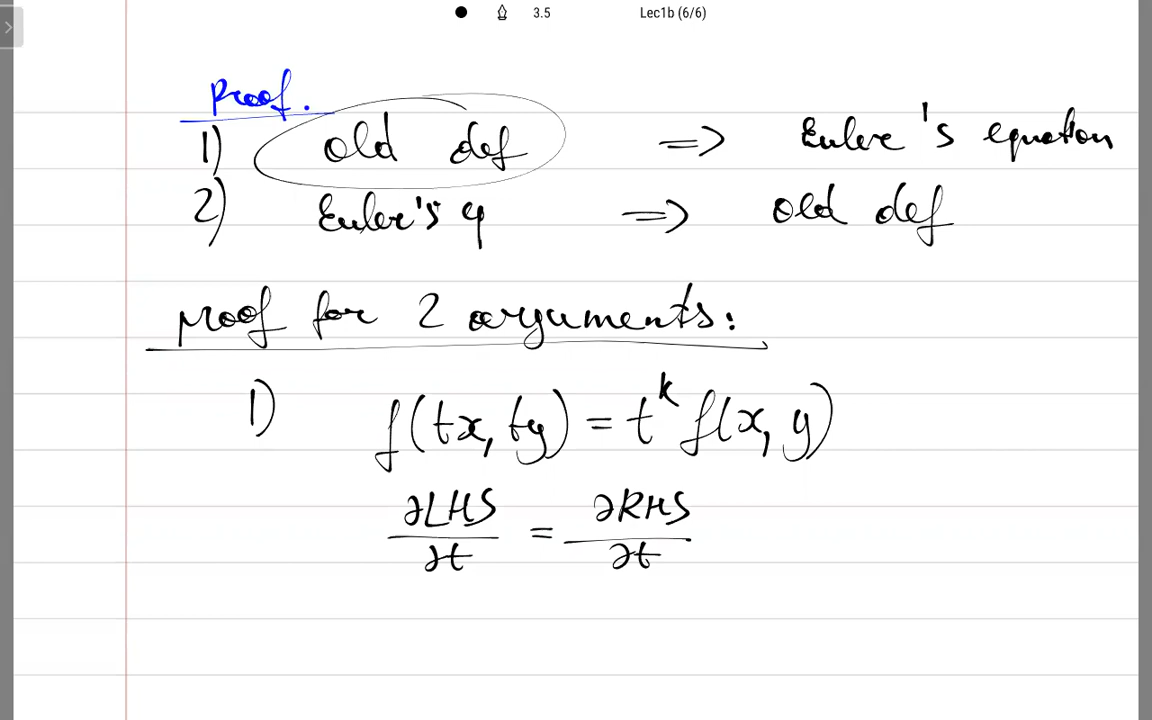 3.5 Lec1b (6/6)
Proof.
1) old def => Euler's equation
2) Euler's eq => old def
Proof for 2 arguments:
1) f(tx, ty) = t^k f(x, y)
∂LHS/∂t = ∂RHS/∂t